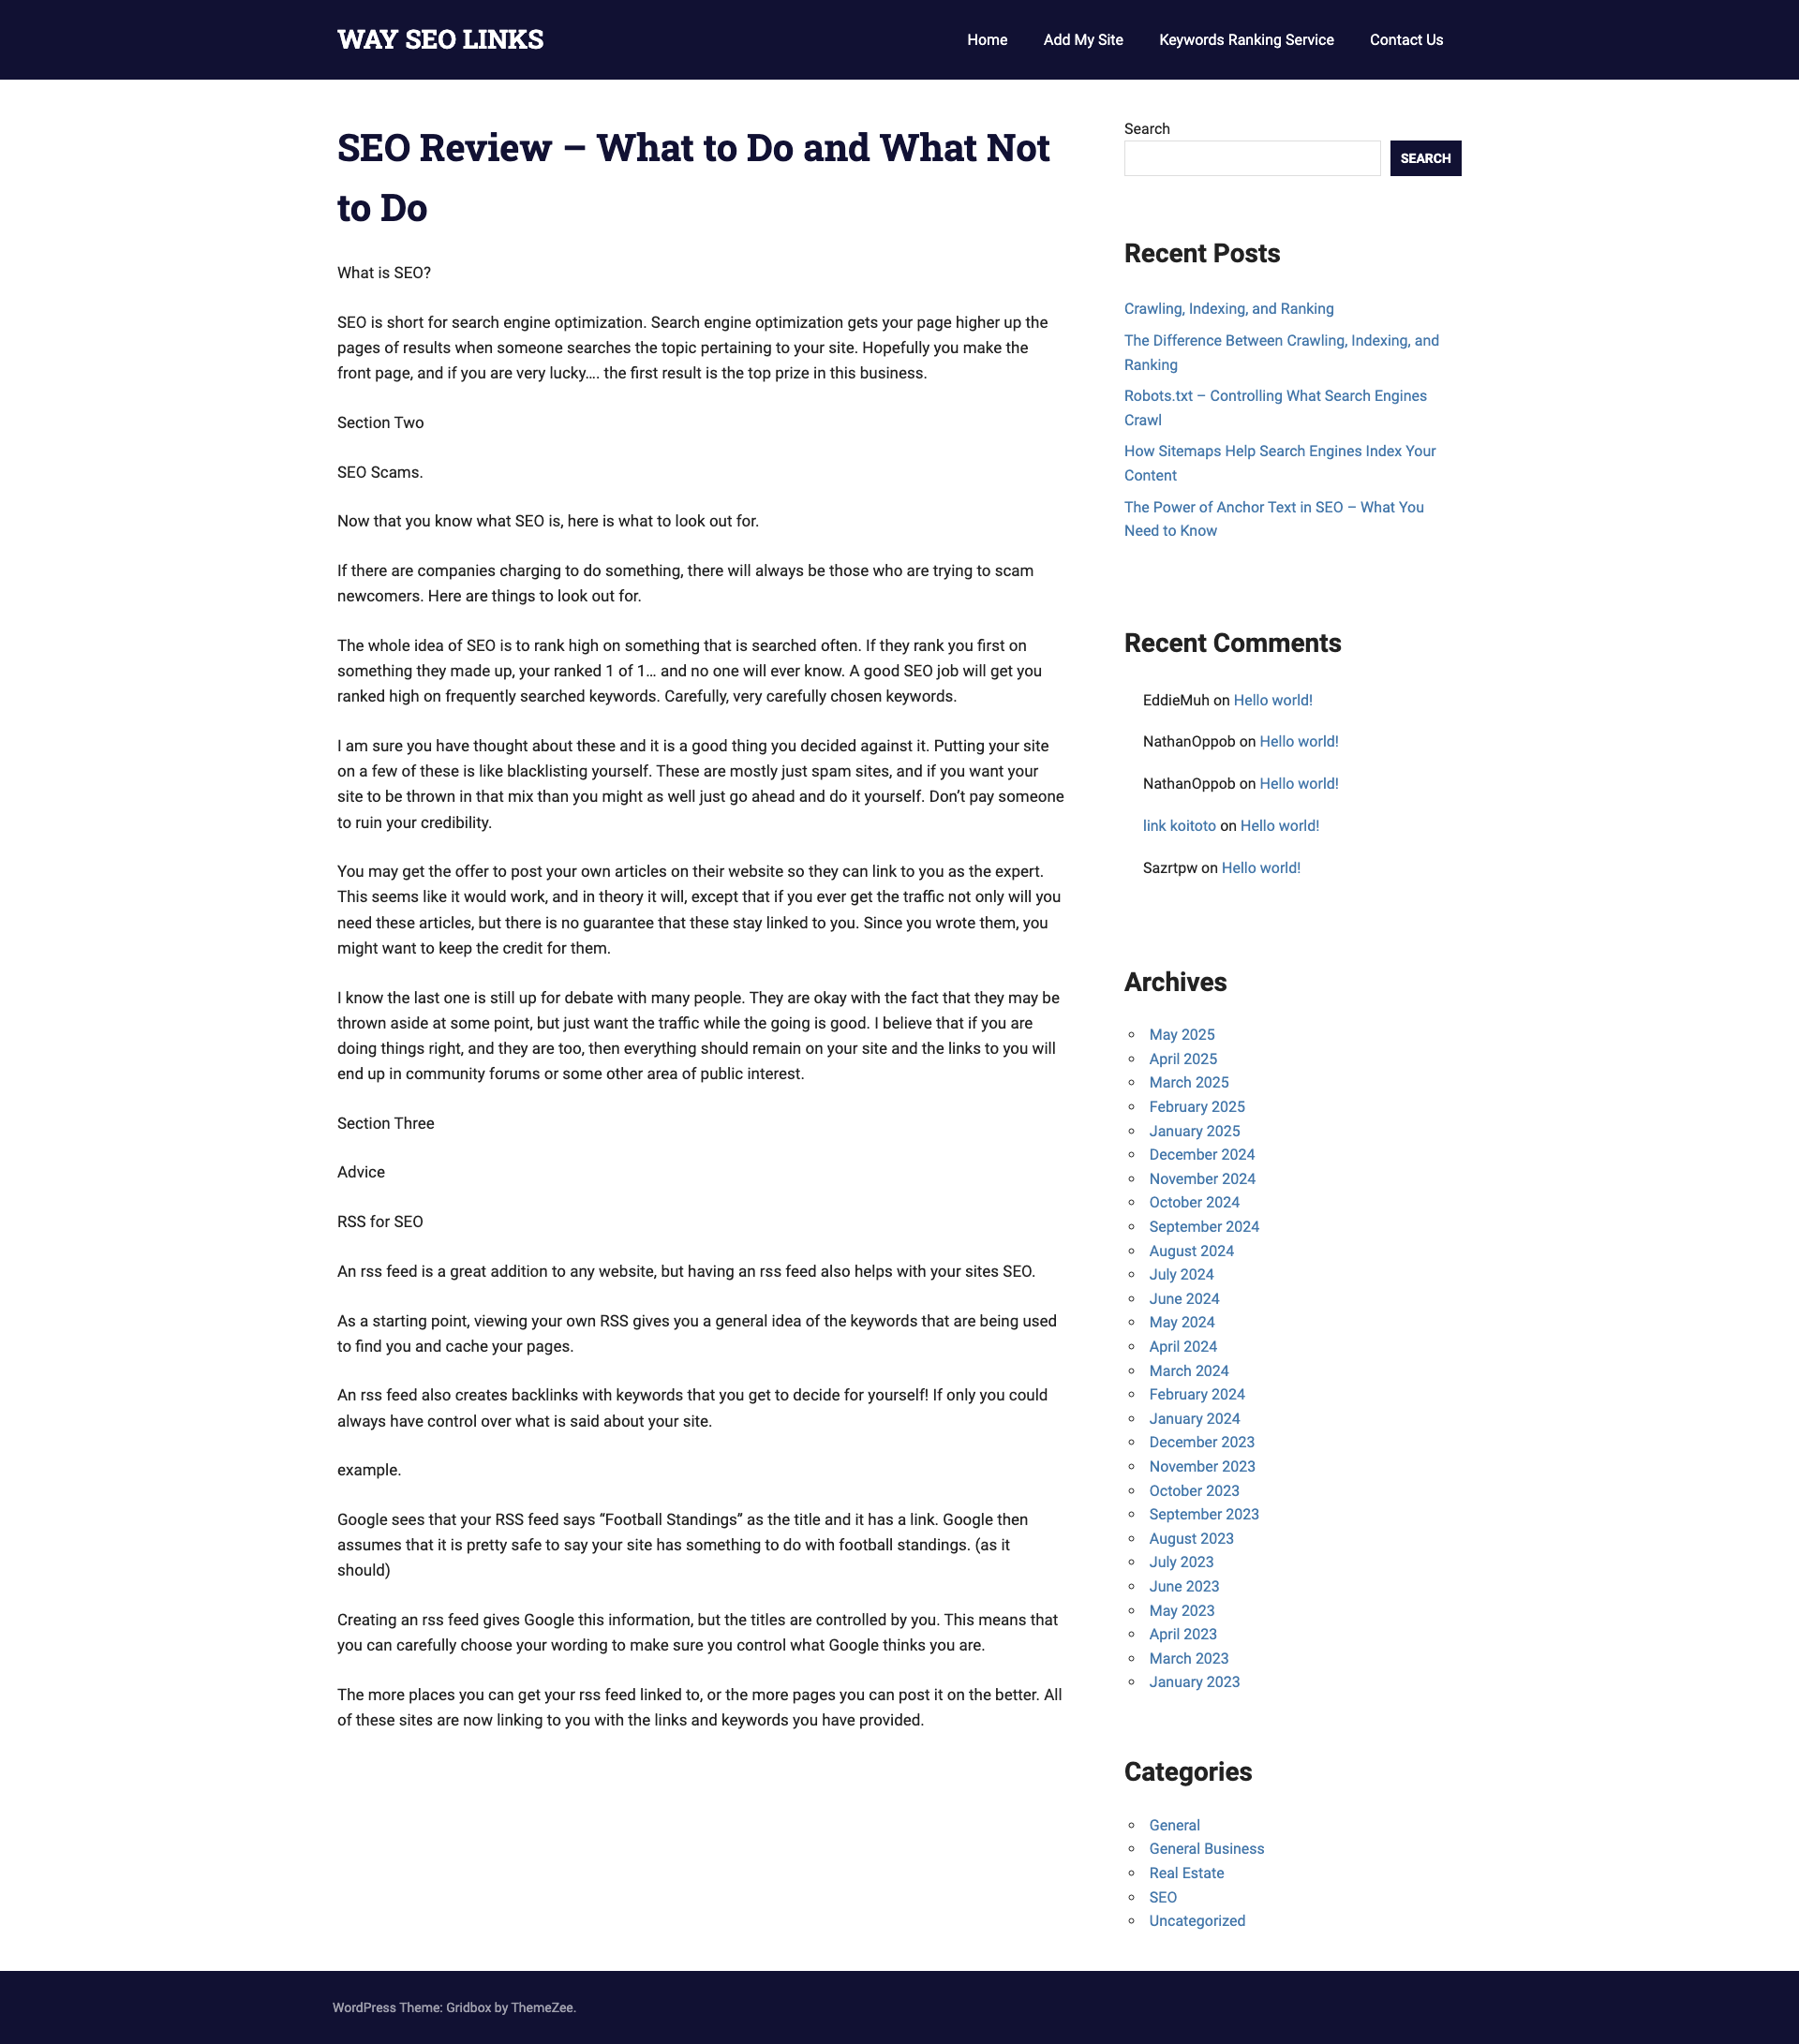 WAY SEO LINKS
Home
Add My Site
Keywords Ranking Service
Contact Us
SEO Review – What to Do and What Not
to Do
What is SEO?
SEO is short for search engine optimization. Search engine optimization gets your page higher up the
pages of results when someone searches the topic pertaining to your site. Hopefully you make the
front page, and if you are very lucky…. the first result is the top prize in this business.
Section Two
SEO Scams.
Now that you know what SEO is, here is what to look out for.
If there are companies charging to do something, there will always be those who are trying to scam
newcomers. Here are things to look out for.
The whole idea of SEO is to rank high on something that is searched often. If they rank you first on
something they made up, your ranked 1 of 1… and no one will ever know. A good SEO job will get you
ranked high on frequently searched keywords. Carefully, very carefully chosen keywords.
I am sure you have thought about these and it is a good thing you decided against it. Putting your site
on a few of these is like blacklisting yourself. These are mostly just spam sites, and if you want your
site to be thrown in that mix than you might as well just go ahead and do it yourself. Don’t pay someone
to ruin your credibility.
You may get the offer to post your own articles on their website so they can link to you as the expert.
This seems like it would work, and in theory it will, except that if you ever get the traffic not only will you
need these articles, but there is no guarantee that these stay linked to you. Since you wrote them, you
might want to keep the credit for them.
I know the last one is still up for debate with many people. They are okay with the fact that they may be
thrown aside at some point, but just want the traffic while the going is good. I believe that if you are
doing things right, and they are too, then everything should remain on your site and the links to you will
end up in community forums or some other area of public interest.
Section Three
Advice
RSS for SEO
An rss feed is a great addition to any website, but having an rss feed also helps with your sites SEO.
As a starting point, viewing your own RSS gives you a general idea of the keywords that are being used
to find you and cache your pages.
An rss feed also creates backlinks with keywords that you get to decide for yourself! If only you could
always have control over what is said about your site.
example.
Google sees that your RSS feed says “Football Standings” as the title and it has a link. Google then
assumes that it is pretty safe to say your site has something to do with football standings. (as it
should)
Creating an rss feed gives Google this information, but the titles are controlled by you. This means that
you can carefully choose your wording to make sure you control what Google thinks you are.
The more places you can get your rss feed linked to, or the more pages you can post it on the better. All
of these sites are now linking to you with the links and keywords you have provided.
Search
SEARCH
Recent Posts
Crawling, Indexing, and Ranking
The Difference Between Crawling, Indexing, and
Ranking
Robots.txt – Controlling What Search Engines
Crawl
How Sitemaps Help Search Engines Index Your
Content
The Power of Anchor Text in SEO – What You
Need to Know
Recent Comments
EddieMuh on Hello world!
NathanOppob on Hello world!
NathanOppob on Hello world!
link koitoto on Hello world!
Sazrtpw on Hello world!
Archives
May 2025
April 2025
March 2025
February 2025
January 2025
December 2024
November 2024
October 2024
September 2024
August 2024
July 2024
June 2024
May 2024
April 2024
March 2024
February 2024
January 2024
December 2023
November 2023
October 2023
September 2023
August 2023
July 2023
June 2023
May 2023
April 2023
March 2023
January 2023
Categories
General
General Business
Real Estate
SEO
Uncategorized
WordPress Theme: Gridbox by ThemeZee.